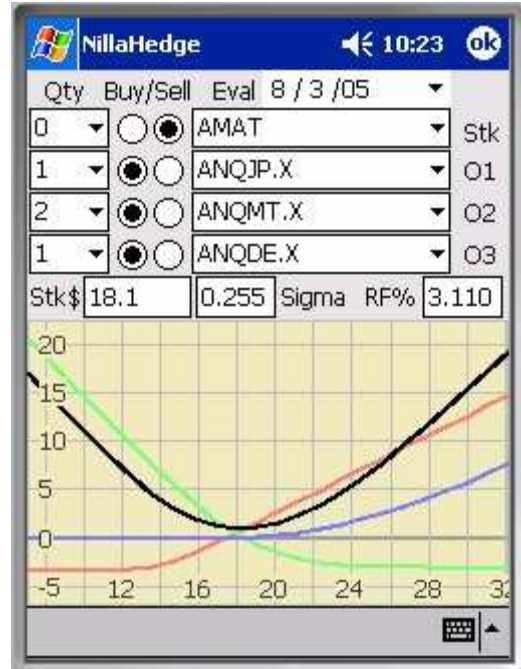 NillaHedge 10:23 ok
Qty Buy/Sell Eval 8 / 3 /05
0 AMAT Stk
1 ANQJP.X O1
2 ANQMT.X O2
1 ANQDE.X O3
Stk$ 18.1 0.255 Sigma RF% 3.110
20
15
10
5
0
-5 12 16 20 24 28 32